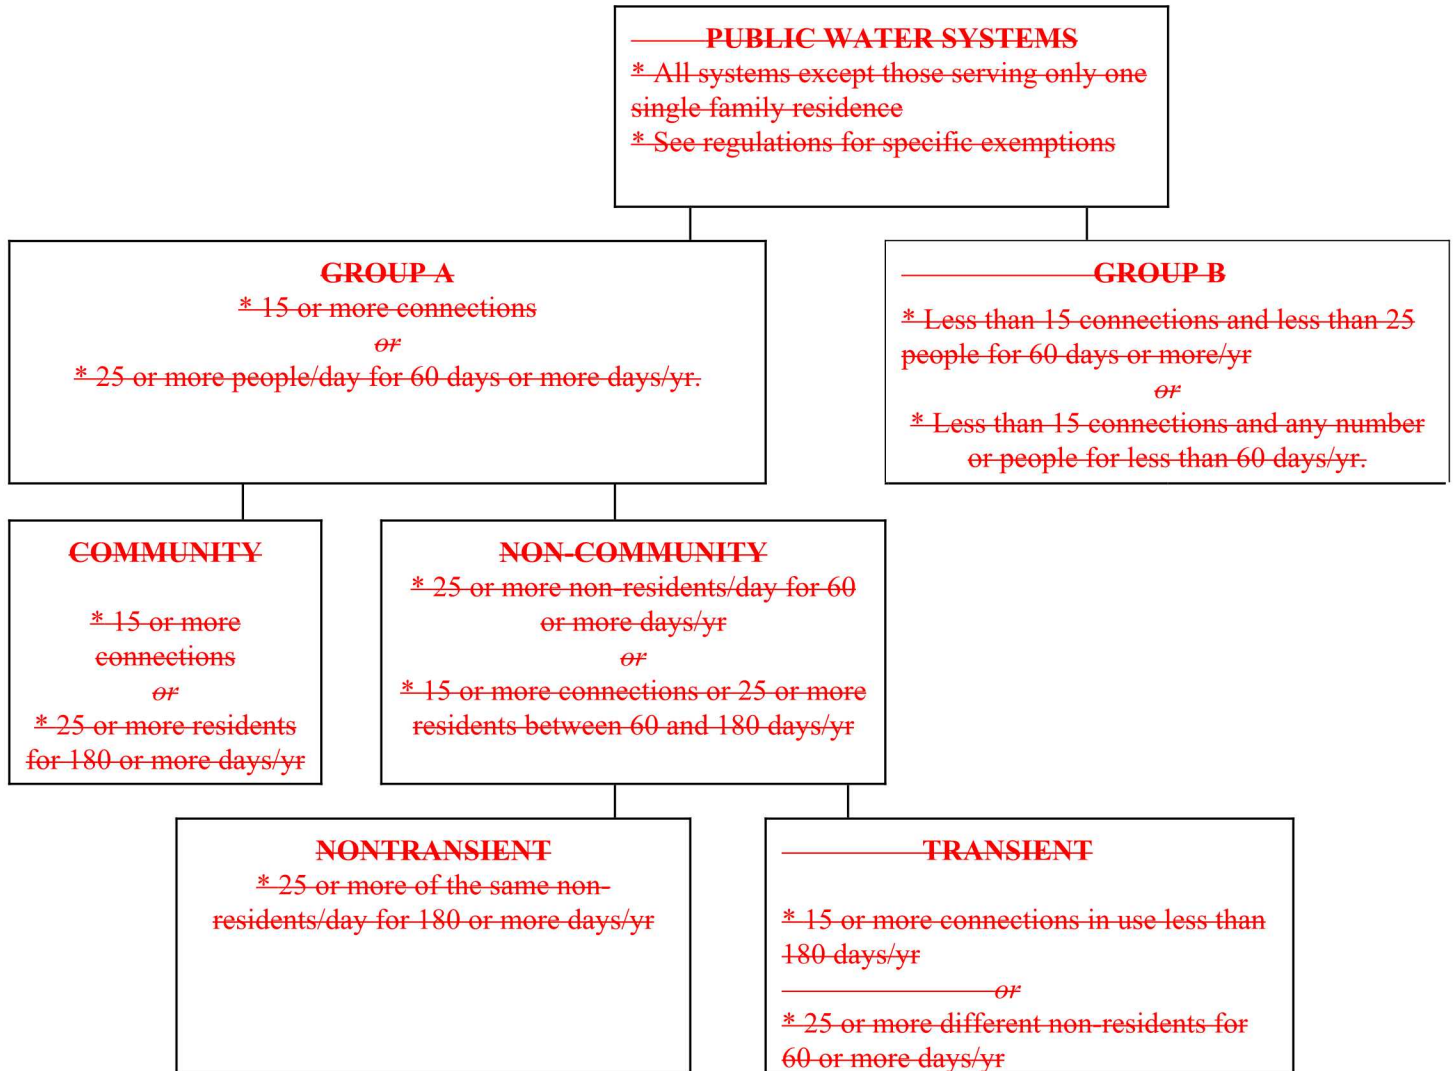 PUBLIC WATER SYSTEMS
* All systems except those serving only one
single family residence
* See regulations for specific exemptions
GROUP A
* 15 or more connections
or
* 25 or more people/day for 60 days or more days/yr.
GROUP B
* Less than 15 connections and less than 25
people for 60 days or more/yr
or
* Less than 15 connections and any number
or people for less than 60 days/yr.
COMMUNITY
* 15 or more
connections
or
* 25 or more residents
for 180 or more days/yr
NON-COMMUNITY
* 25 or more non-residents/day for 60
or more days/yr
or
* 15 or more connections or 25 or more
residents between 60 and 180 days/yr
NONTRANSIENT
* 25 or more of the same non-
residents/day for 180 or more days/yr
TRANSIENT
* 15 or more connections in use less than
180 days/yr
or
* 25 or more different non-residents for
60 or more days/yr